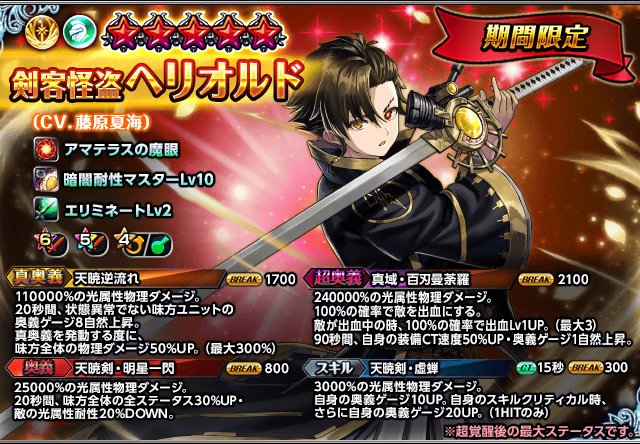 期間限定
剣客怪盗ヘリオルド
(CV.藤原夏海)
アマテラスの魔眼
暗闇耐性マスターLv10
エリミネートLv2
6 5 4
真奥義 天暁逆流れ BREAK 1700
110000%の光属性物理ダメージ。
20秒間、状態異常でない味方ユニットの
奥義ゲージ8自然上昇。
真奥義を発動する度に、
味方全体の物理ダメージ50%UP。(最大300%)
超奥義 真域・百刃曼荼羅 BREAK 2100
240000%の光属性物理ダメージ。
100%の確率で敵を出血にする。
敵が出血中の時、100%の確率で出血Lv1UP。(最大3)
90秒間、自身の装備CT速度50%UP・奥義ゲージ1自然上昇。
奥義 天暁剣・明星一閃 BREAK 800
25000%の光属性物理ダメージ。
20秒間、味方全体の全ステータス30%UP・
敵の光属性耐性20%DOWN。
スキル 天暁剣・虚蝉 CT 15秒 BREAK 300
3000%の光属性物理ダメージ。
自身の奥義ゲージ10UP。自身のスキルクリティカル時、
さらに自身の奥義ゲージ20UP。(1HITのみ)
※超覚醒後の最大ステータスです。